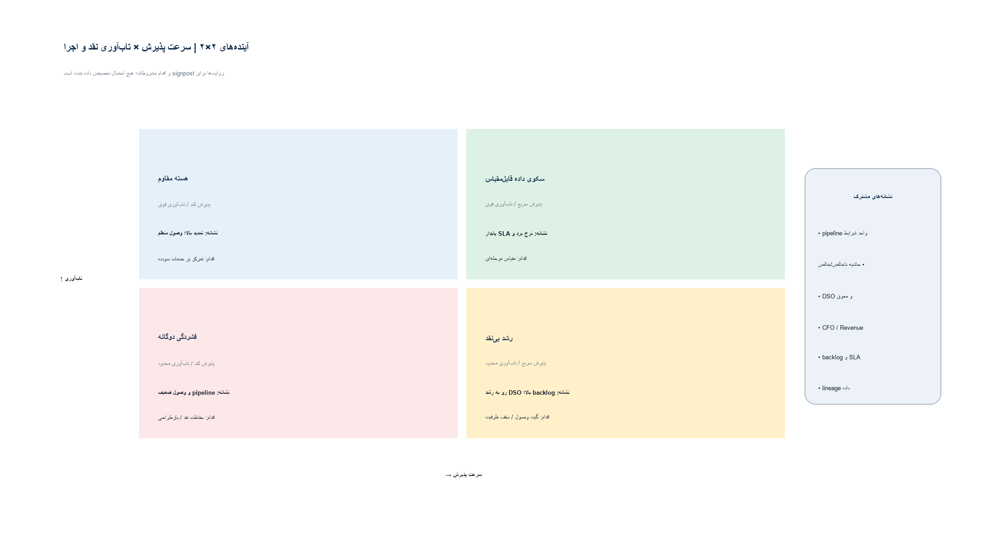 آینده‌های ۲×۲ | سرعت پذیرش × تاب‌آوری نقد و اجرا
روایت‌ها برای signpost و اقدام مشروط‌اند؛ هیچ احتمال تخصیص داده نشده است
هسته مقاوم
پذیرش کند / تاب‌آوری قوی
نشانه: تمدید بالا؛ وصول منظم
اقدام: تمرکز بر خدمات سودده
سکوی داده قابل‌مقیاس
پذیرش سریع / تاب‌آوری قوی
نشانه: نرخ برد و SLA پایدار
اقدام: مقیاس مرحله‌ای
تاب‌آوری ↑
فشردگی دوگانه
پذیرش کند / تاب‌آوری محدود
نشانه: pipeline و وصول ضعیف
اقدام: حفاظت نقد / بازطراحی
رشد بی‌نقد
پذیرش سریع / تاب‌آوری محدود
نشانه: backlog بالا؛ DSO رو به رشد
اقدام: گیت وصول / سقف ظرفیت
سرعت پذیرش →
نشانه‌های مشترک
• pipeline واجد شرایط
• حاشیه ناخالص/خالص
• DSO و معوق
• CFO / Revenue
• backlog و SLA
• lineage داده